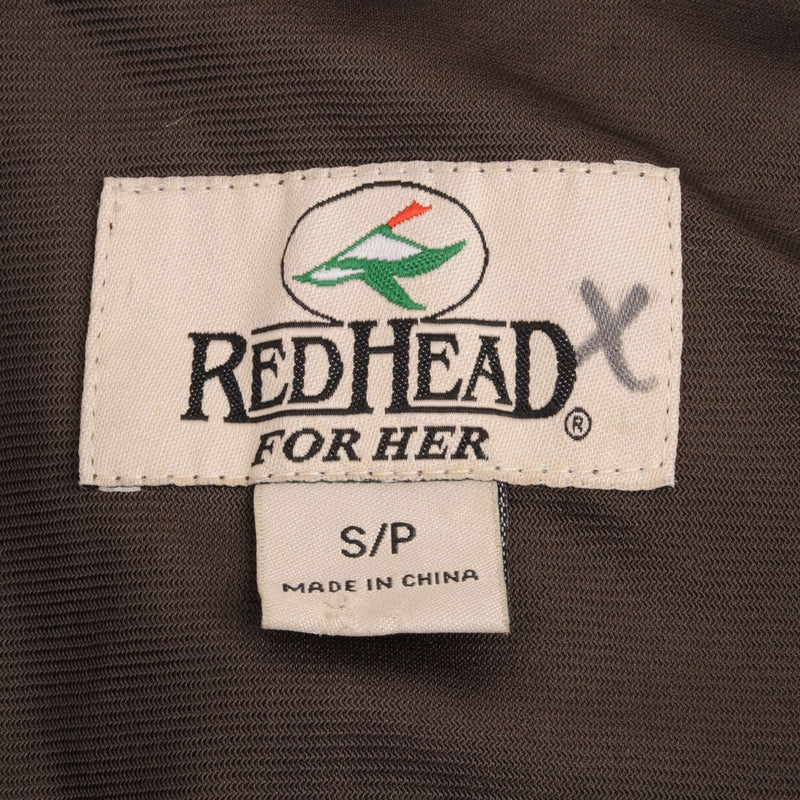 REDHEAD X
®
FOR HER
S/P
MADE IN CHINA